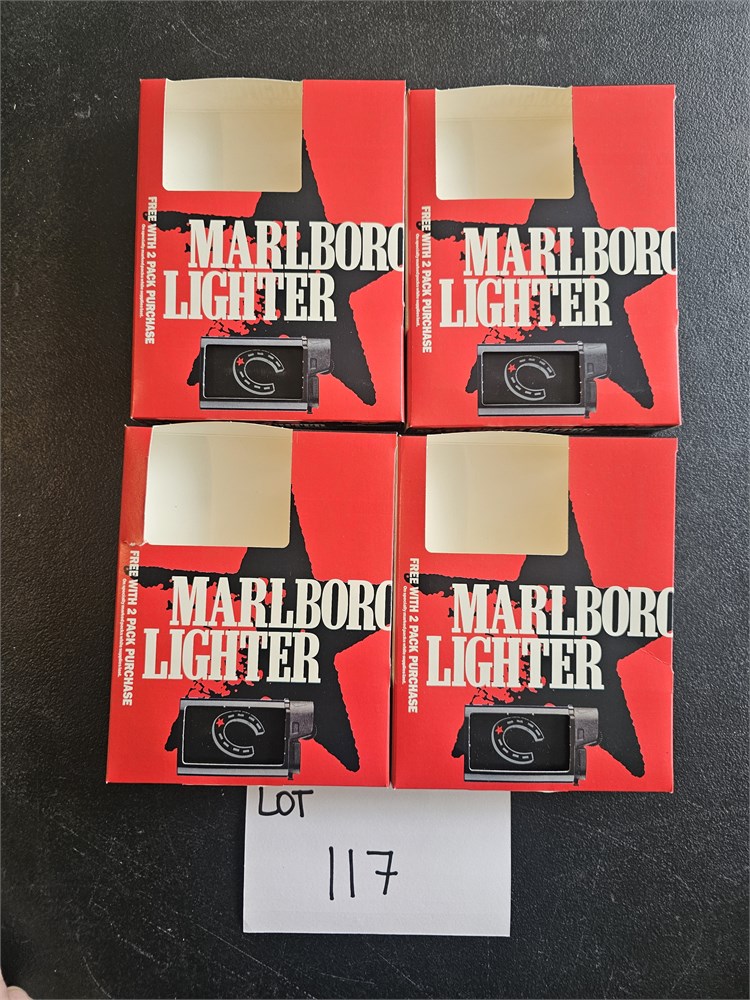 FREE WITH 2 PACK PURCHASE
MARLBORO
LIGHTER
FREE WITH 2 PACK PURCHASE
MARLBORO
LIGHTER
FREE WITH 2 PACK PURCHASE
MARLBORO
LIGHTER
FREE WITH 2 PACK PURCHASE
MARLBORO
LIGHTER
LOT
117